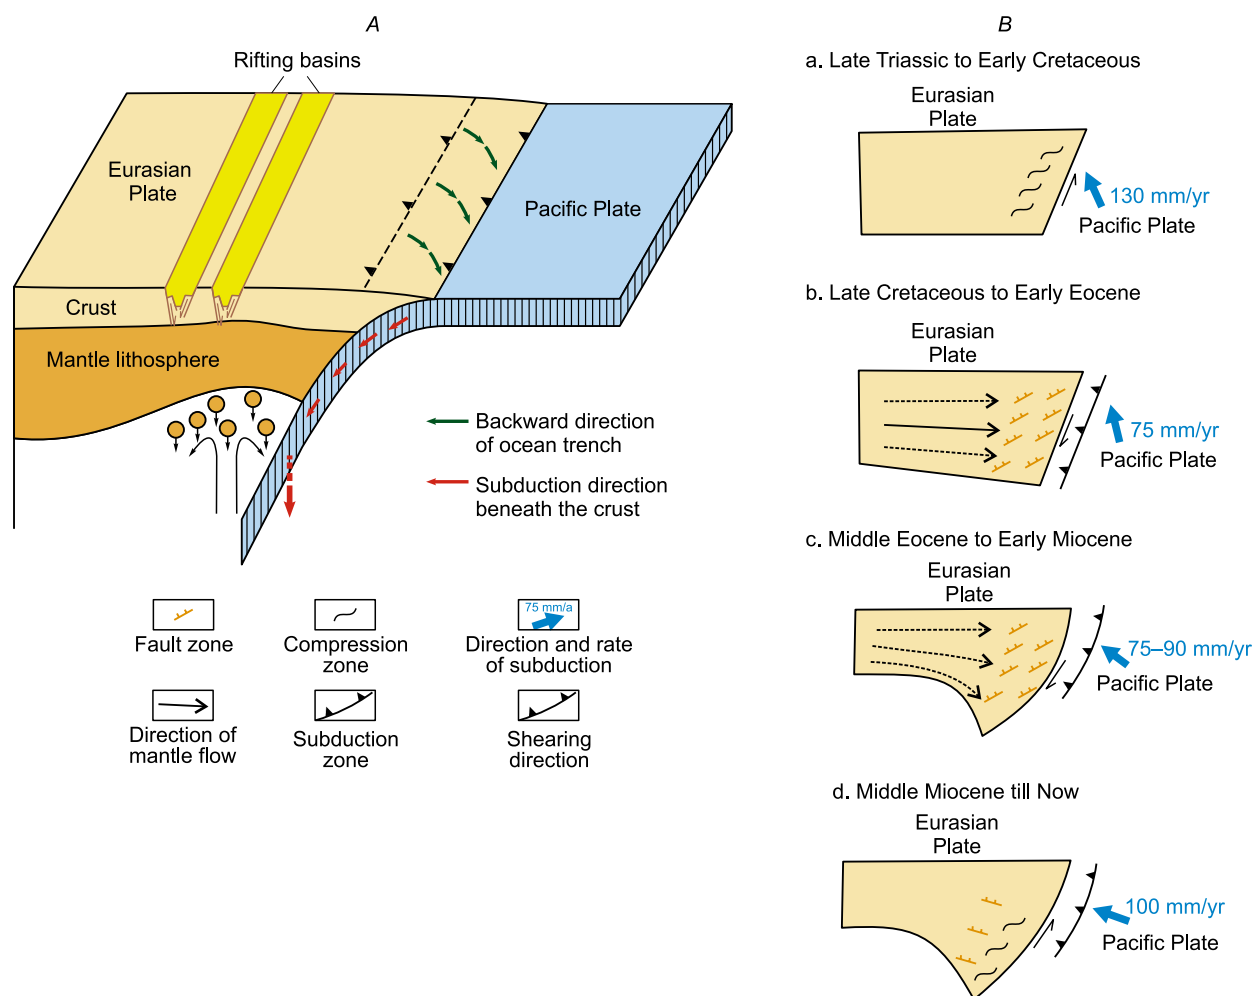 A
Rifting basins
Eurasian
Plate
Pacific Plate
Crust
Mantle lithosphere
Backward direction
of ocean trench
Subduction direction
beneath the crust
Fault zone
Compression
zone
75 mm/a
Direction and rate
of subduction
Direction of
mantle flow
Subduction
zone
Shearing
direction
B
a. Late Triassic to Early Cretaceous
Eurasian
Plate
130 mm/yr
Pacific Plate
b. Late Cretaceous to Early Eocene
Eurasian
Plate
75 mm/yr
Pacific Plate
c. Middle Eocene to Early Miocene
Eurasian
Plate
75–90 mm/yr
Pacific Plate
d. Middle Miocene till Now
Eurasian
Plate
100 mm/yr
Pacific Plate